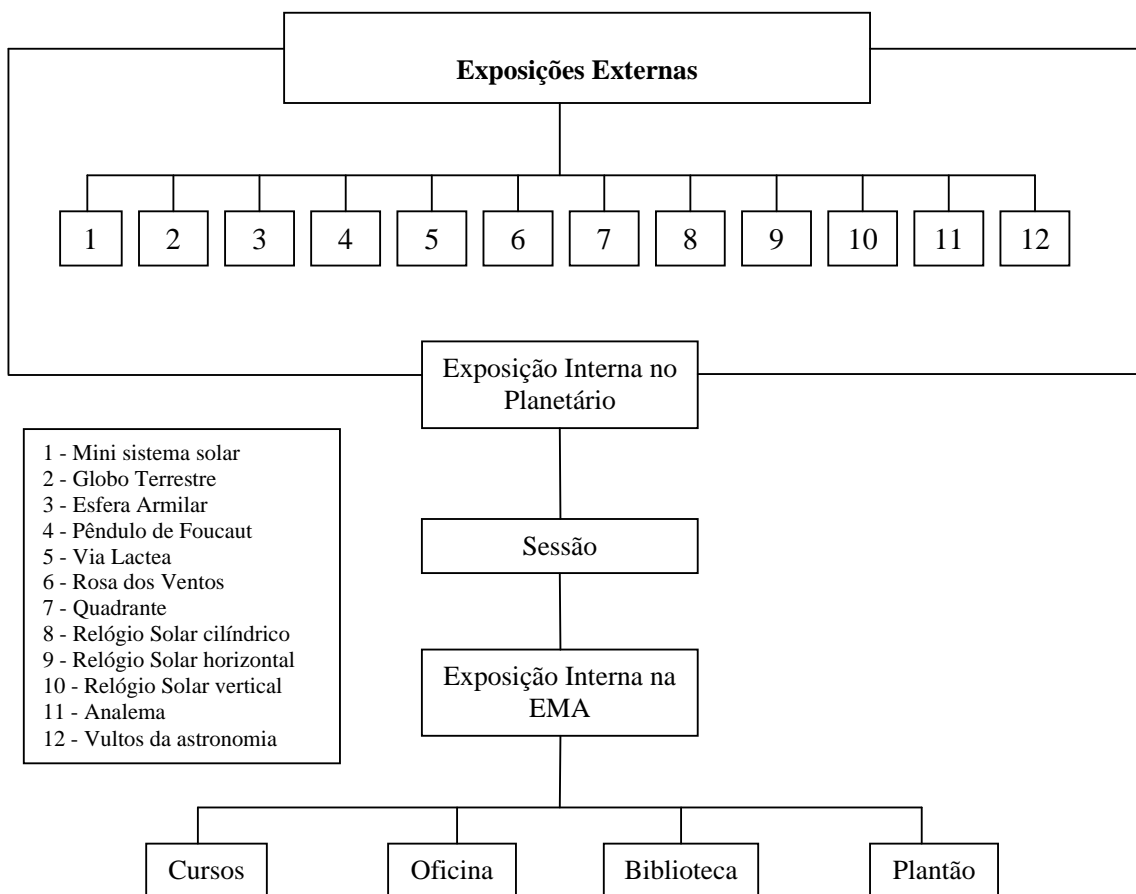 Exposições Externas
1 2 3 4 5 6 7 8 9 10 11 12
Exposição Interna no
Planetário
1 - Mini sistema solar
2 - Globo Terrestre
3 - Esfera Armilar
4 - Pêndulo de Foucaut
5 - Via Lactea
6 - Rosa dos Ventos
7 - Quadrante
8 - Relógio Solar cilíndrico
9 - Relógio Solar horizontal
10 - Relógio Solar vertical
11 - Analema
12 - Vultos da astronomia
Sessão
Exposição Interna na
EMA
Cursos Oficina Biblioteca Plantão